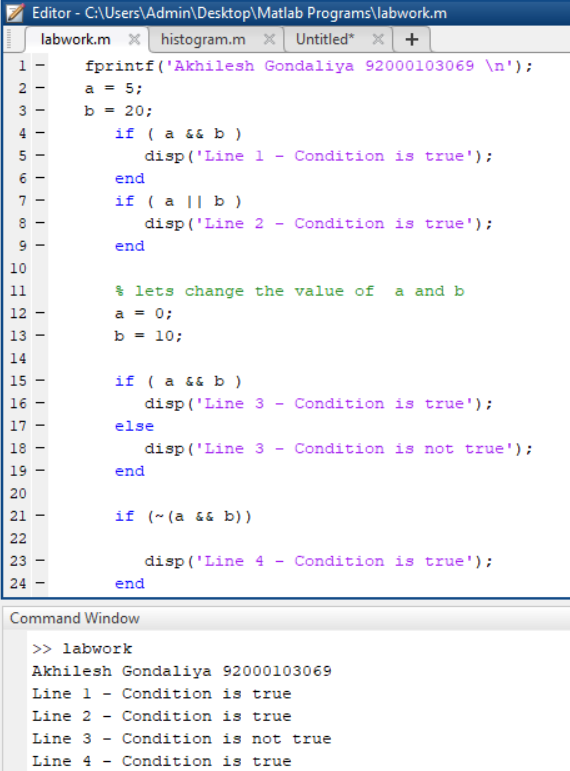 Editor - C:\Users\Admin\Desktop\Matlab Programs\labwork.m
labwork.m × histogram.m × Untitled* × +
1 - fprintf('Akhilesh Gondaliya 92000103069 \n');
2 - a = 5;
3 - b = 20;
4 - if ( a && b )
5 - disp('Line 1 - Condition is true');
6 - end
7 - if ( a || b )
8 - disp('Line 2 - Condition is true');
9 - end
10
11 % lets change the value of  a and b
12 - a = 0;
13 - b = 10;
14
15 - if ( a && b )
16 - disp('Line 3 - Condition is true');
17 - else
18 - disp('Line 3 - Condition is not true');
19 - end
20
21 - if (~(a && b))
22
23 - disp('Line 4 - Condition is true');
24 - end
Command Window
>> labwork
Akhilesh Gondaliya 92000103069
Line 1 - Condition is true
Line 2 - Condition is true
Line 3 - Condition is not true
Line 4 - Condition is true